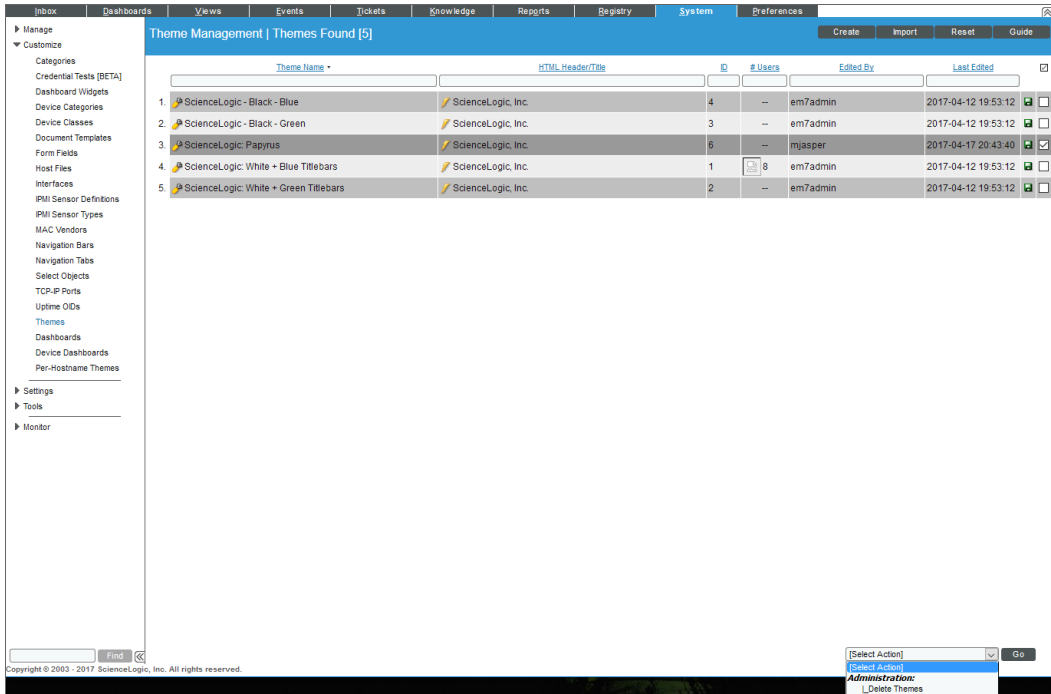 Inbox Dashboards Views Events Tickets Knowledge Reports Registry System Preferences
Manage
Customize
Categories
Credential Tests [BETA]
Dashboard Widgets
Device Categories
Device Classes
Document Templates
Form Fields
Host Files
Interfaces
IPMI Sensor Definitions
IPMI Sensor Types
MAC Vendors
Navigation Bars
Navigation Tabs
Select Objects
TCP-IP Ports
Uptime OIDs
Themes
Dashboards
Device Dashboards
Per-Hostname Themes
Settings
Tools
Monitor
Find
Theme Management | Themes Found [5]
Create Import Reset Guide
Theme Name HTML Header/Title ID # Users Edited By Last Edited
1. ScienceLogic - Black - Blue ScienceLogic, Inc. 4 -- em7admin 2017-04-12 19:53:12
2. ScienceLogic - Black - Green ScienceLogic, Inc. 3 -- em7admin 2017-04-12 19:53:12
3. ScienceLogic: Papyrus ScienceLogic, Inc. 6 -- mjasper 2017-04-17 20:43:40
4. ScienceLogic: White + Blue Titlebars ScienceLogic, Inc. 1 8 em7admin 2017-04-12 19:53:12
5. ScienceLogic: White + Green Titlebars ScienceLogic, Inc. 2 -- em7admin 2017-04-12 19:53:12
[Select Action] Go
[Select Action]
Administration:
|_Delete Themes
Copyright © 2003 - 2017 ScienceLogic, Inc. All rights reserved.